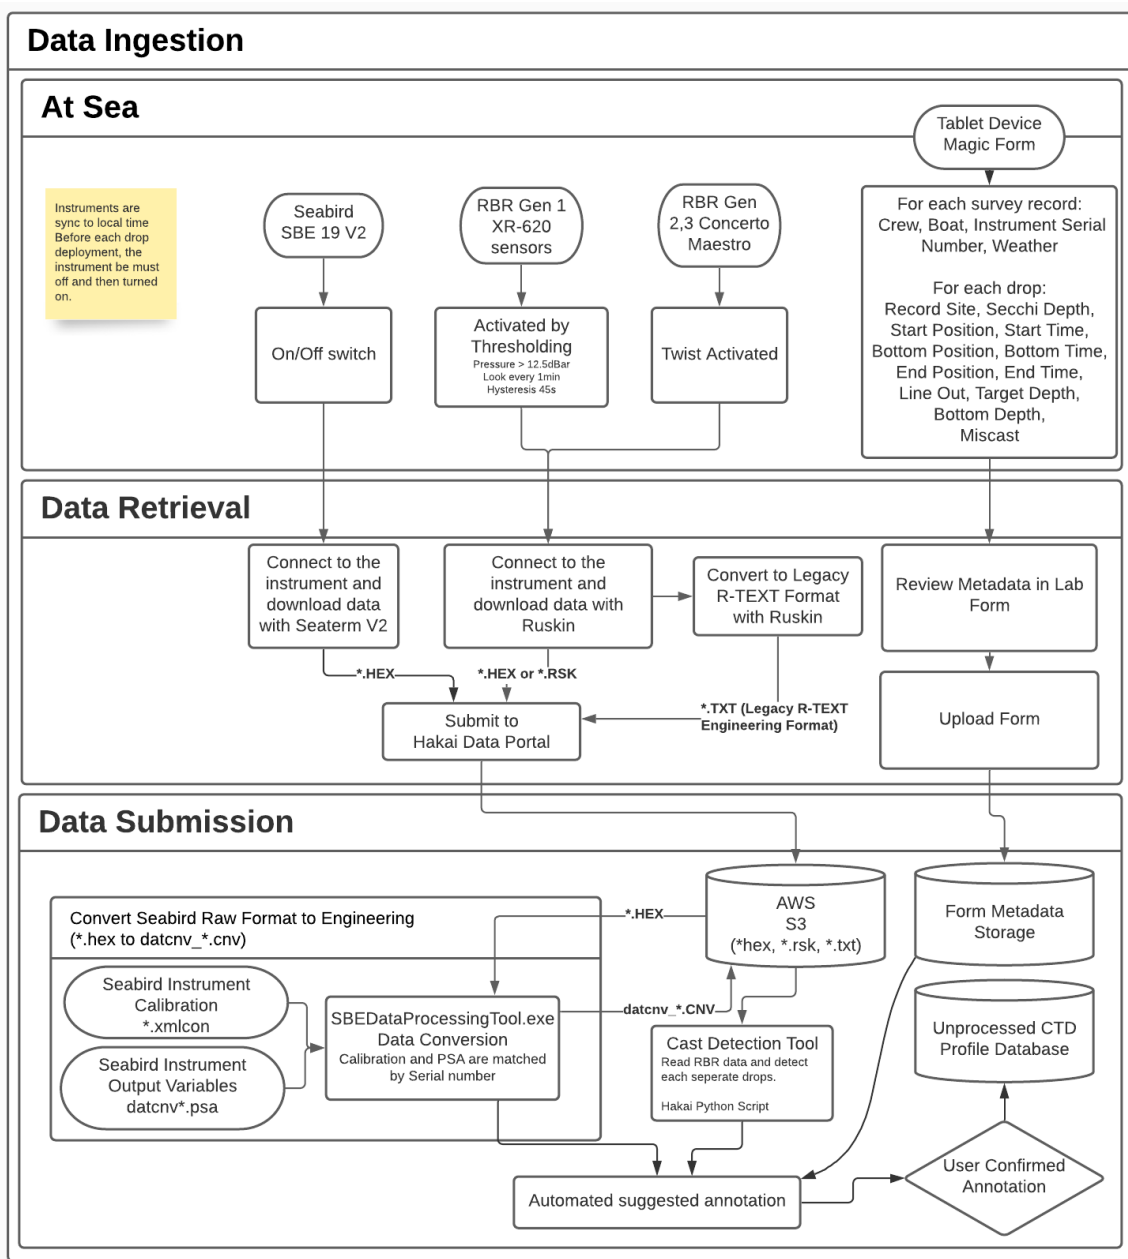 Data Ingestion
At Sea
Tablet Device
Magic Form
Instruments are
sync to local time
Before each drop
deployment, the
instrument be must
off and then turned
on.
Seabird
SBE 19 V2
RBR Gen 1
XR-620
sensors
RBR Gen
2,3 Concerto
Maestro
For each survey record:
Crew, Boat, Instrument Serial
Number, Weather
For each drop:
Record Site, Secchi Depth,
Start Position, Start Time,
Bottom Position, Bottom Time,
End Position, End Time,
Line Out, Target Depth,
Bottom Depth,
Miscast
On/Off switch
Activated by
Thresholding
Pressure > 12.5dBar
Look every 1min
Hysteresis 45s
Twist Activated
Data Retrieval
Connect to the
instrument and
download data
with Seaterm V2
Connect to the
instrument and
download data with
Ruskin
Convert to Legacy
R-TEXT Format
with Ruskin
Review Metadata in Lab
Form
*.HEX
*.HEX or *.RSK
*.TXT (Legacy R-TEXT
Engineering Format)
Submit to
Hakai Data Portal
Upload Form
Data Submission
Convert Seabird Raw Format to Engineering
(*.hex to datcnv_*.cnv)
*.HEX
AWS
S3
(*hex, *.rsk, *.txt)
Form Metadata
Storage
Seabird Instrument
Calibration
*.xmlcon
Seabird Instrument
Output Variables
datcnv*.psa
SBEDataProcessingTool.exe
Data Conversion
Calibration and PSA are matched
by Serial number
datcnv_*.CNV
Cast Detection Tool
Read RBR data and detect
each seperate drops.
Hakai Python Script
Unprocessed CTD
Profile Database
Automated suggested annotation
User Confirmed
Annotation